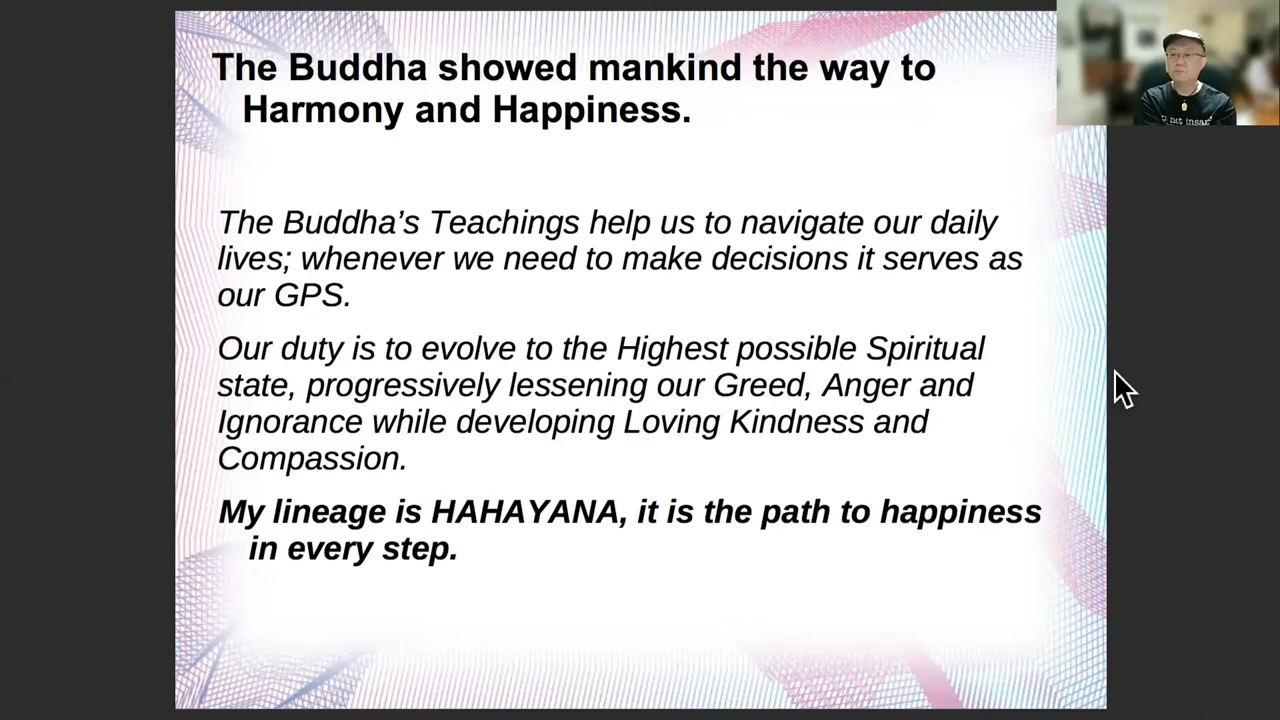 The Buddha showed mankind the way to
Harmony and Happiness.
The Buddha’s Teachings help us to navigate our daily
lives; whenever we need to make decisions it serves as
our GPS.
Our duty is to evolve to the Highest possible Spiritual
state, progressively lessening our Greed, Anger and
Ignorance while developing Loving Kindness and
Compassion.
My lineage is HAHAYANA, it is the path to happiness
in every step.
not insa